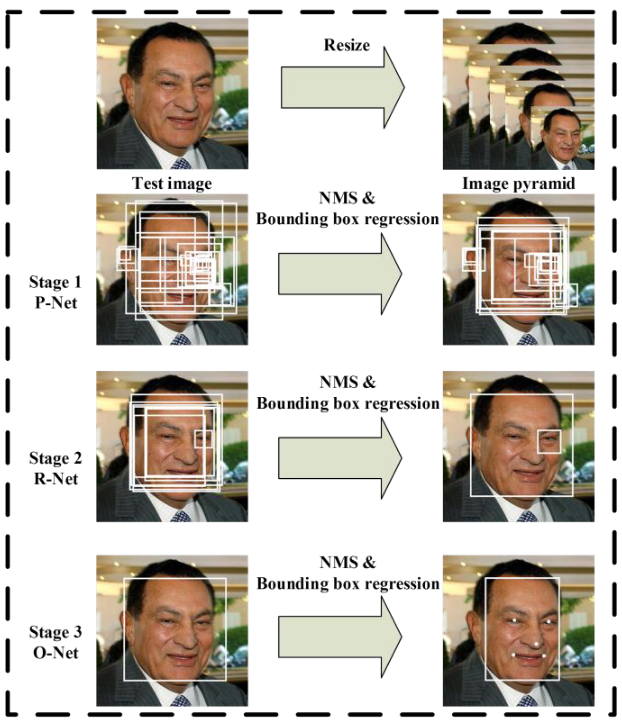 Resize
Test image
Image pyramid
NMS &
Bounding box regression
Stage 1
P-Net
NMS &
Bounding box regression
Stage 2
R-Net
NMS &
Bounding box regression
Stage 3
O-Net